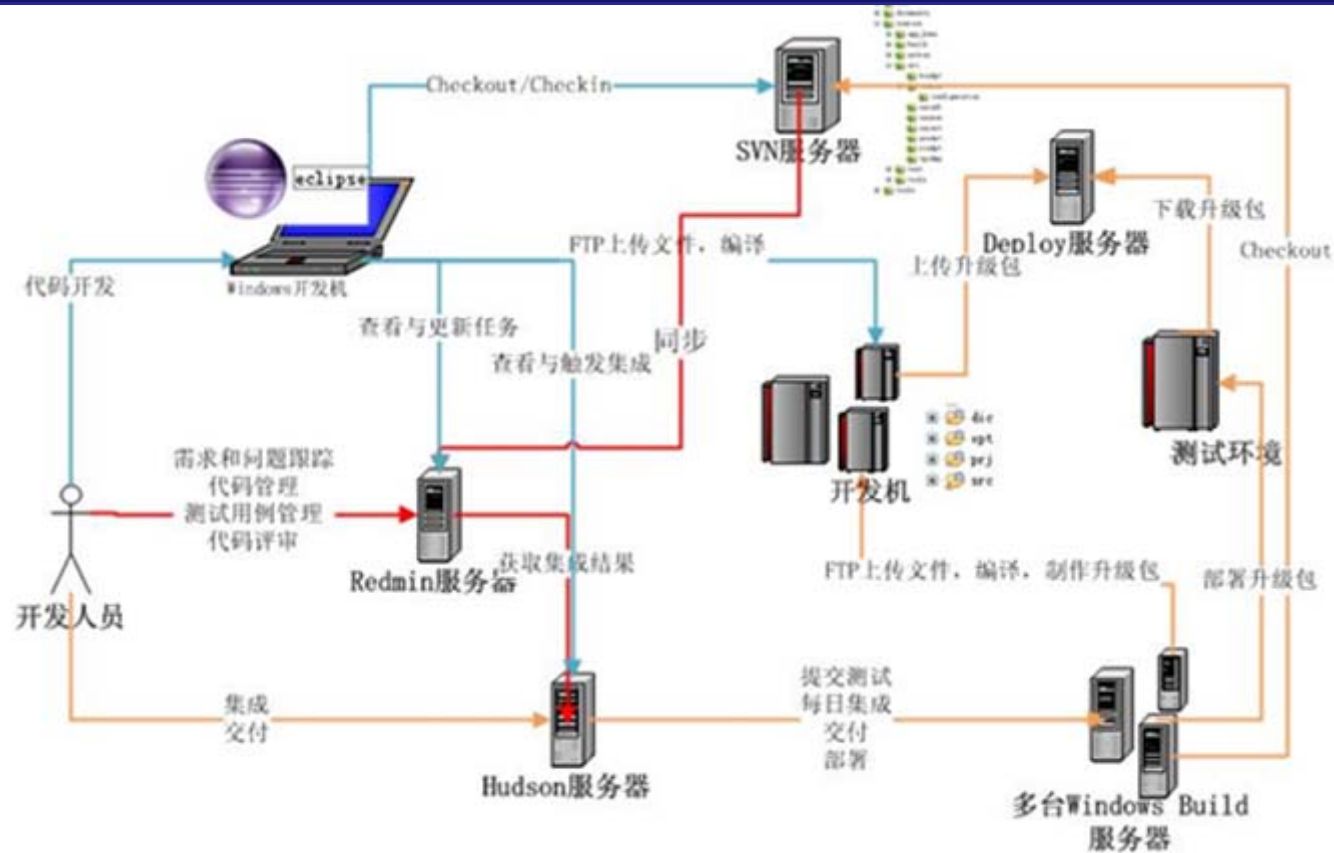 Checkout/Checkin
SVN服务器
eclipse
下载升级包
Deploy服务器
Checkout
FTP上传文件，编译
上传升级包
代码开发
Windows开发机
查看与更新任务
同步
查看与触发集成
dic
opt
prj
src
测试环境
开发机
需求和问题跟踪
代码管理
测试用例管理
代码评审
获取集成结果
Redmin服务器
FTP上传文件，编译，制作升级包
部署升级包
开发人员
提交测试
每日集成
交付
部署
集成
交付
Hudson服务器
多台Windows Build
服务器